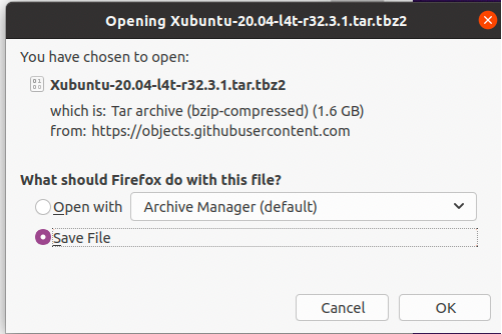 Opening Xubuntu-20.04-l4t-r32.3.1.tar.tbz2
You have chosen to open:
Xubuntu-20.04-l4t-r32.3.1.tar.tbz2
which is: Tar archive (bzip-compressed) (1.6 GB)
from: https://objects.githubusercontent.com
What should Firefox do with this file?
Open with Archive Manager (default)
Save File
Cancel OK